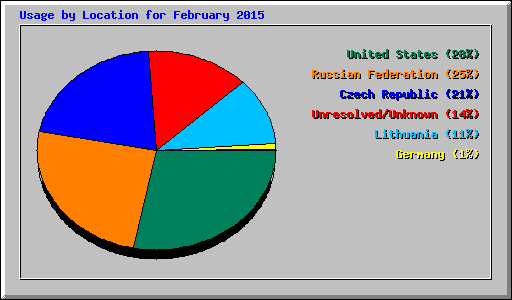 Usage by Location for February 2015
United States (28%)
Russian Federation (25%)
Czech Republic (21%)
Unresolved/Unknown (14%)
Lithuania (11%)
Germany (1%)